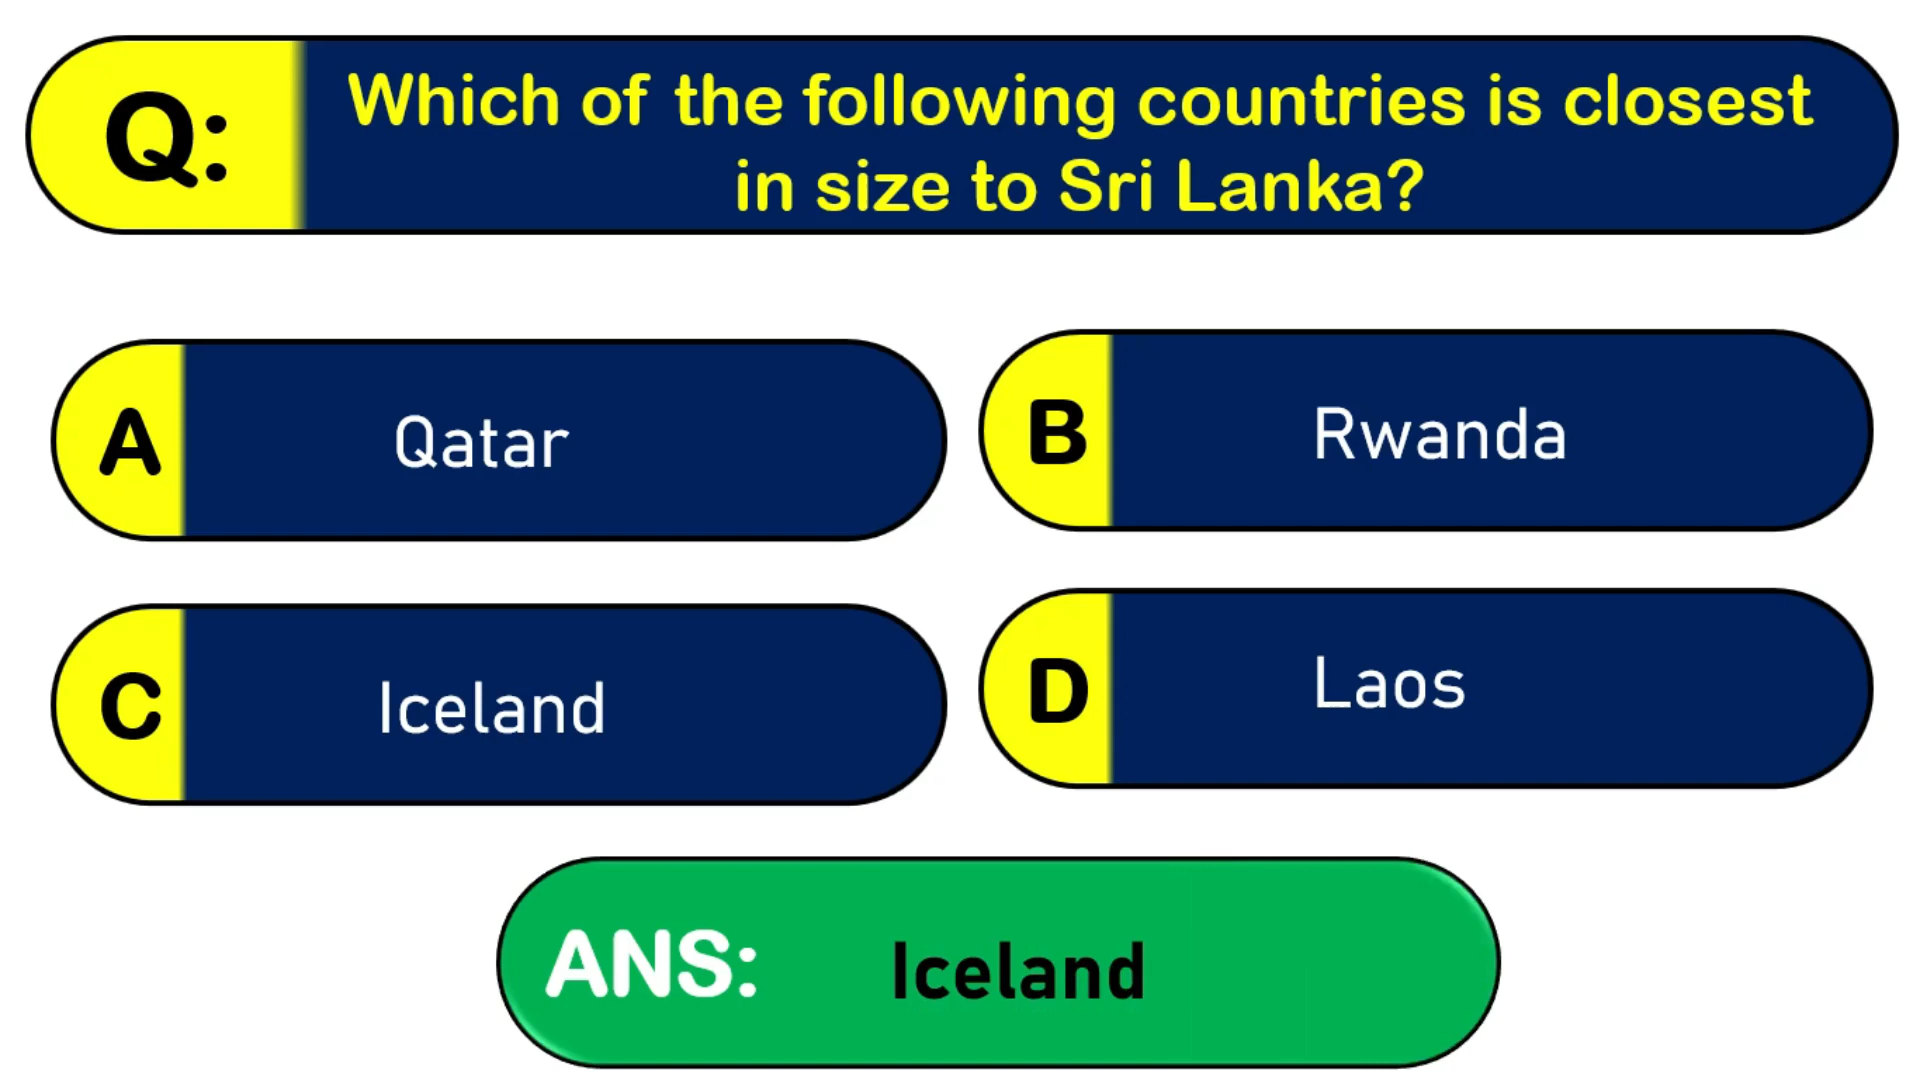 Q: Which of the following countries is closest
in size to Sri Lanka?
A Qatar
B Rwanda
C Iceland
D Laos
ANS: Iceland